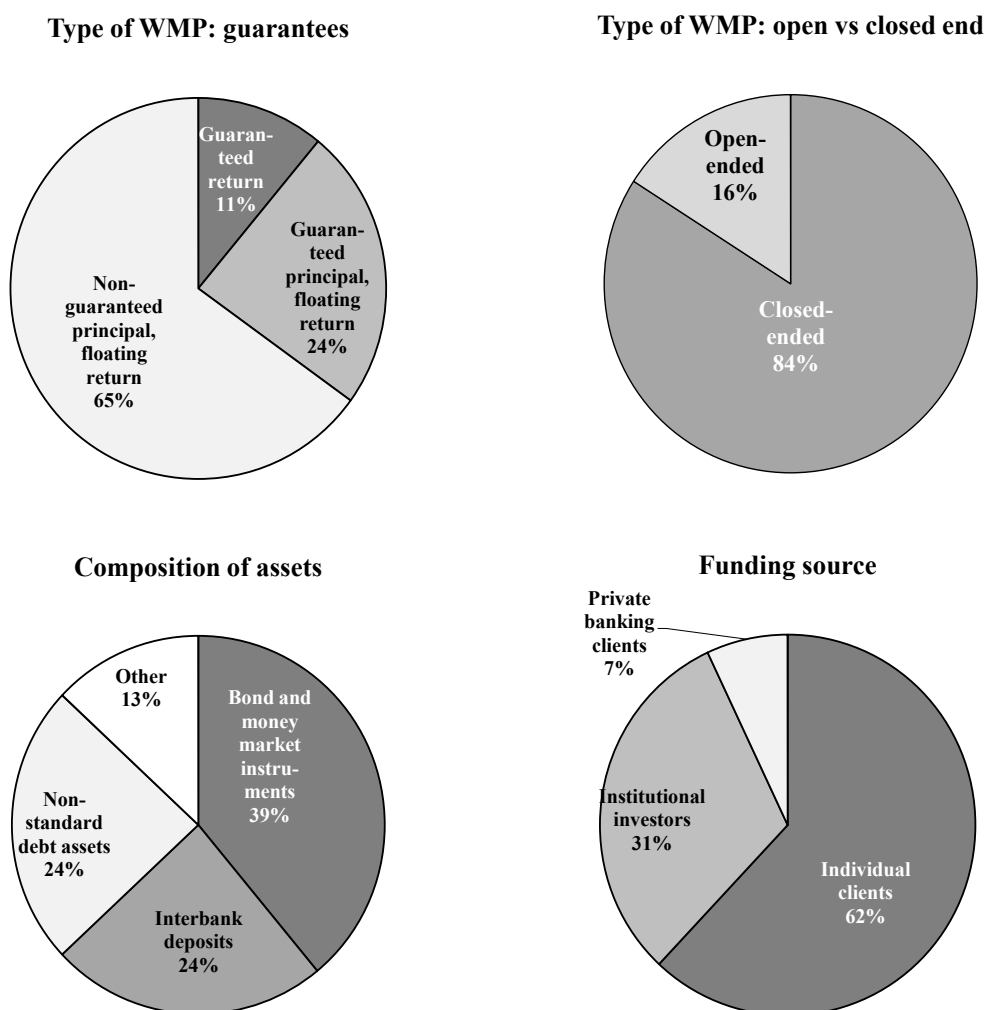 Type of WMP: guarantees
Guaran-
teed
return
11%
Guaran-
teed
principal,
floating
return
24%
Non-
guaranteed
principal,
floating
return
65%
Type of WMP: open vs closed end
Open-
ended
16%
Closed-
ended
84%
Composition of assets
Other
13%
Bond and
money
market
instru-
ments
39%
Non-
standard
debt assets
24%
Interbank
deposits
24%
Funding source
Private
banking
clients
7%
Institutional
investors
31%
Individual
clients
62%